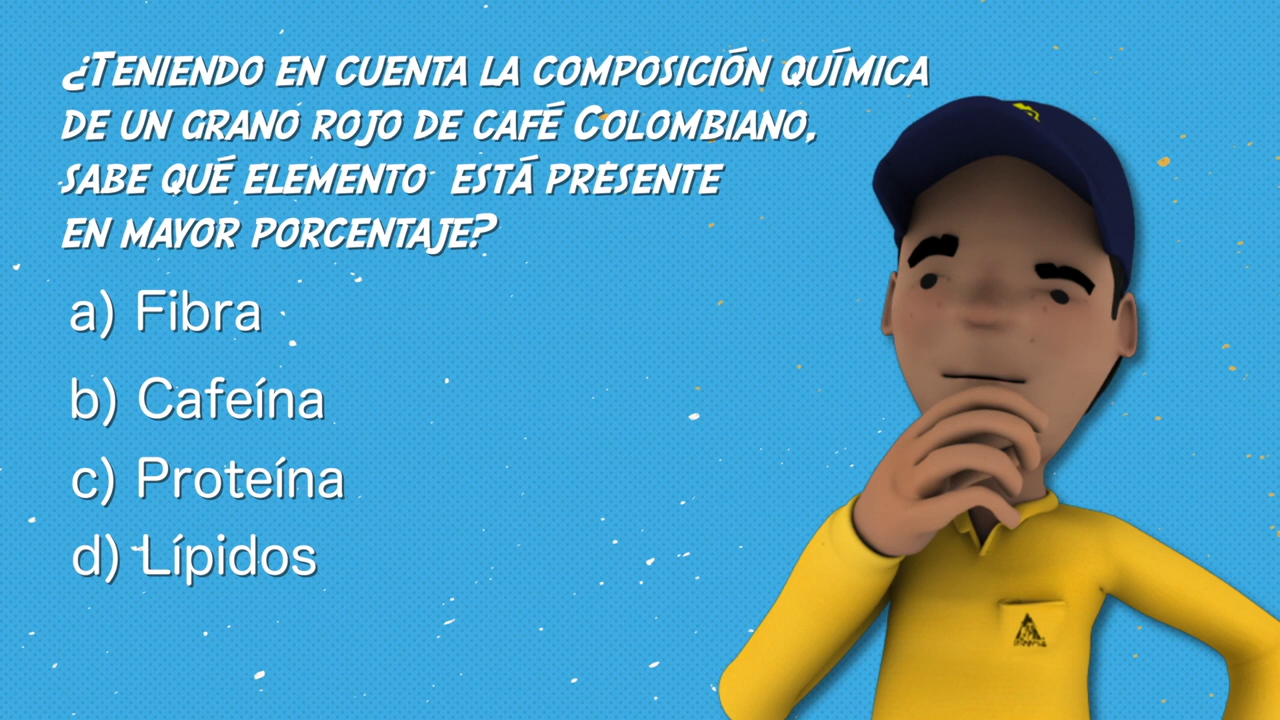 ¿Teniendo en cuenta la composición química
de un grano rojo de café Colombiano,
sabe qué elemento está presente
en mayor porcentaje?
a) Fibra
b) Cafeína
c) Proteína
d) Lípidos